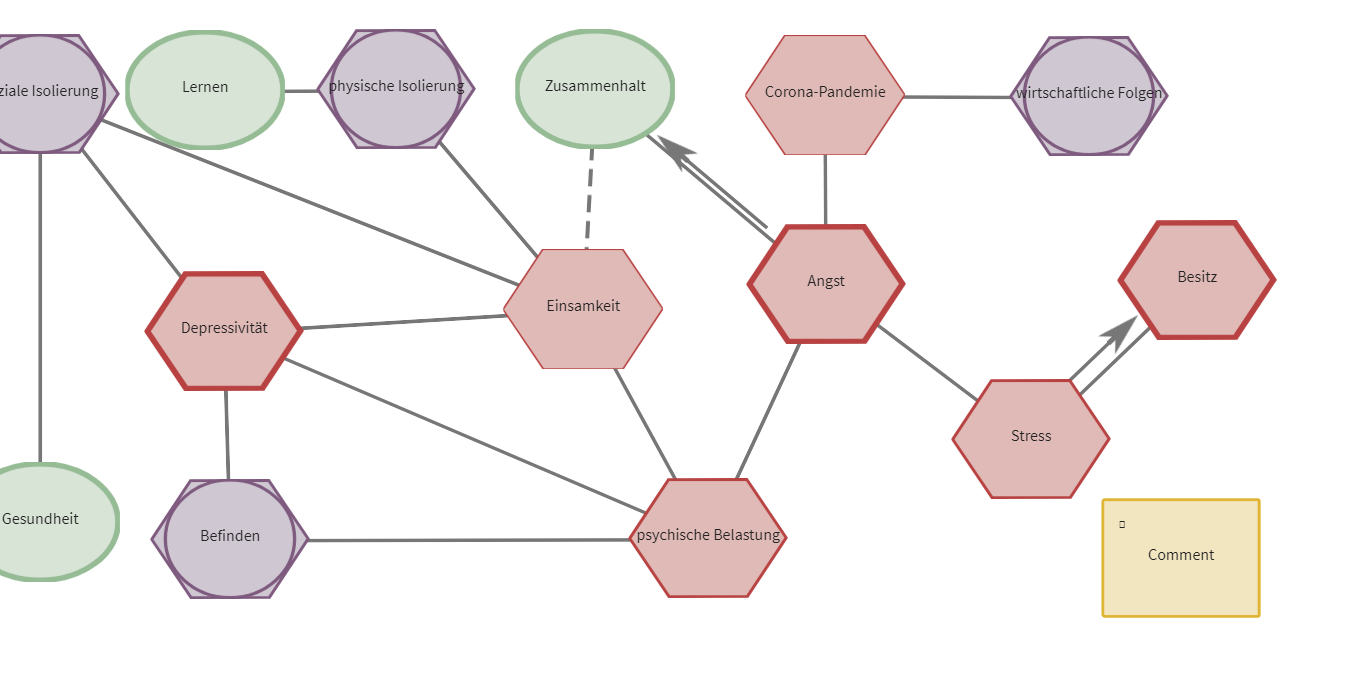 ziale Isolierung
Lernen
physische Isolierung
Zusammenhalt
Corona-Pandemie
wirtschaftliche Folgen
Depressivität
Einsamkeit
Angst
Besitz
Stress
Gesundheit
Befinden
psychische Belastung
Comment